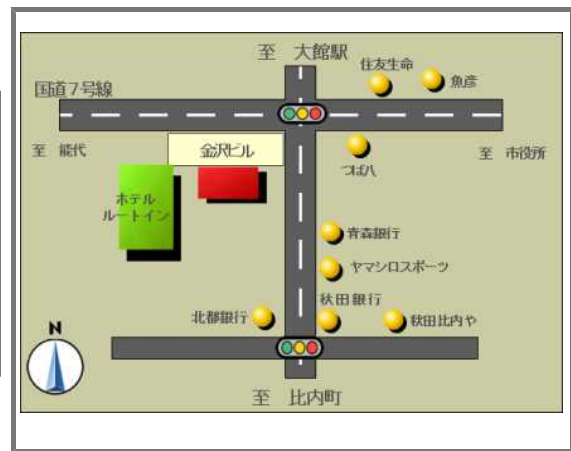 至 大館駅
住友生命
魚彦
国道7号線
至 能代
金沢ビル
つぼ八
至 市役所
ホテル
ルートイン
青森銀行
ヤマシロスポーツ
秋田銀行
北都銀行
秋田比内や
N
至 比内町